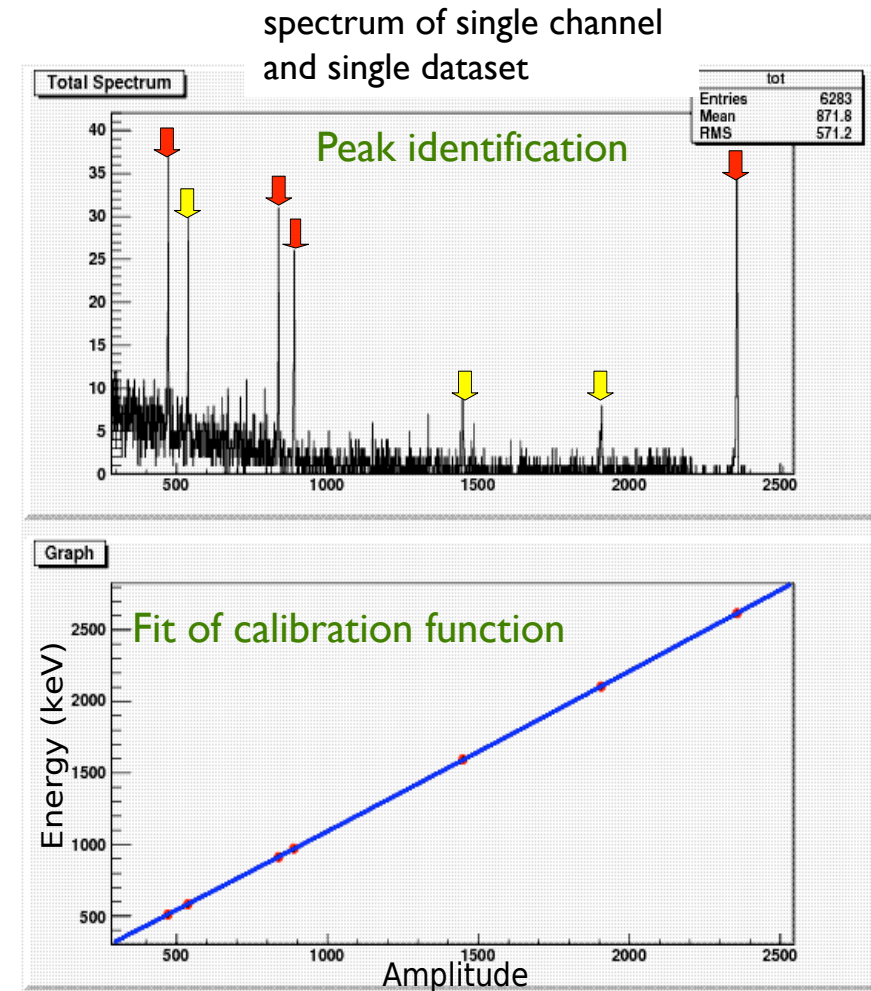 spectrum of single channel
and single dataset
Total Spectrum
tot
Entries 6283
Mean 871.8
RMS 571.2
Peak identification
40
35
30
25
20
15
10
5
0
500 1000 1500 2000 2500
Graph
Fit of calibration function
Energy (keV)
2500
2000
1500
1000
500
500 1000 1500 2000 2500
Amplitude